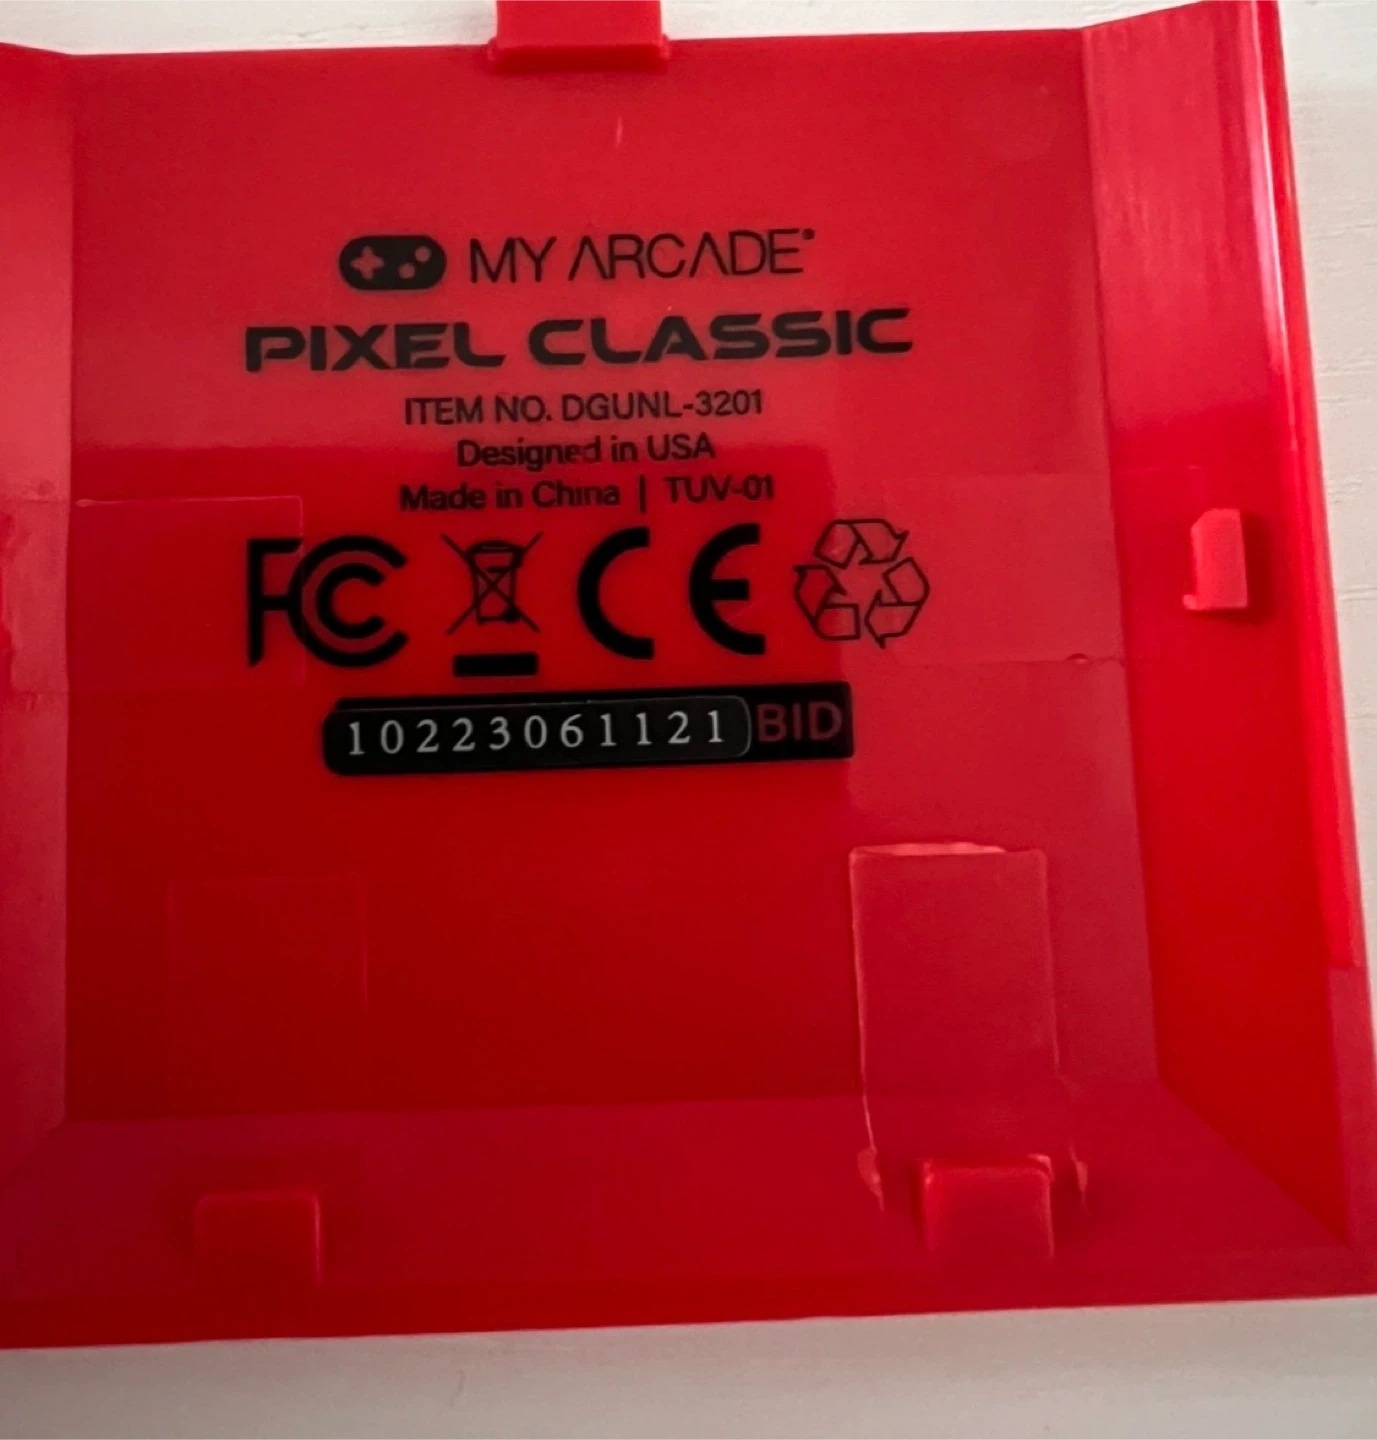 MY ARCADE®
PIXEL CLASSIC
ITEM NO. DGUNL-3201
Designed in USA
Made in China | TUV-01
FC CE
10223061121 BID